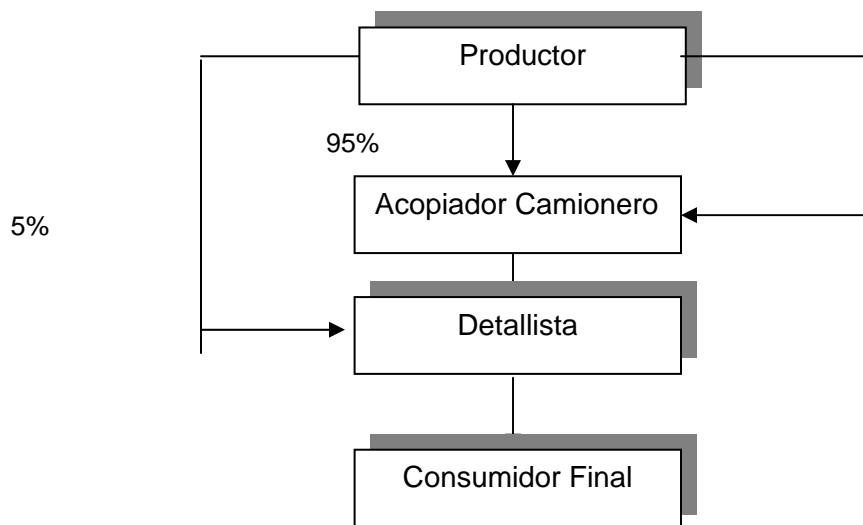 Productor
95%
Acopiador Camionero
5%
Detallista
Consumidor Final